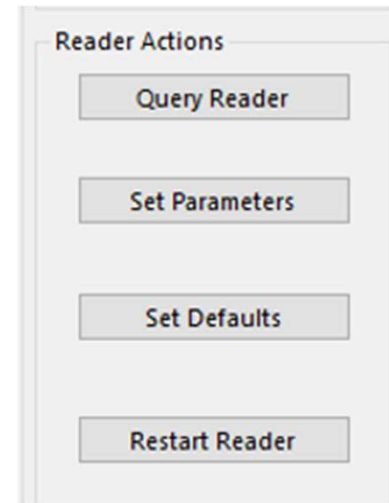 Reader Actions
Query Reader
Set Parameters
Set Defaults
Restart Reader